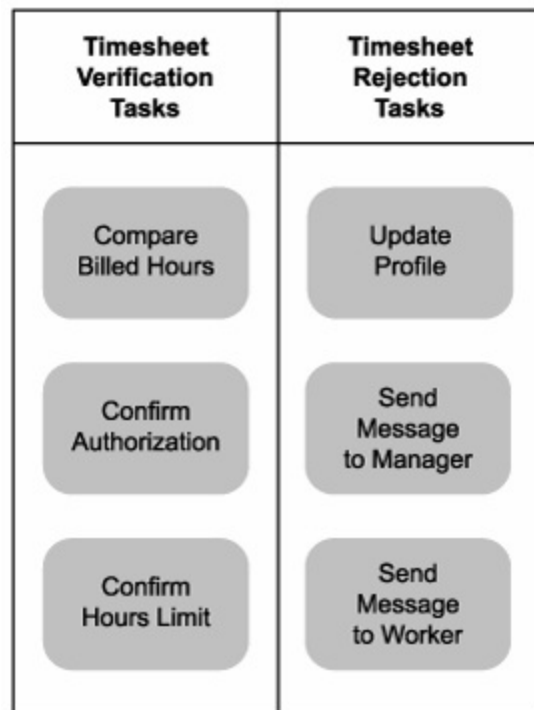 Timesheet
Verification
Tasks
Timesheet
Rejection
Tasks
Compare
Billed Hours
Update
Profile
Confirm
Authorization
Send
Message
to Manager
Confirm
Hours Limit
Send
Message
to Worker